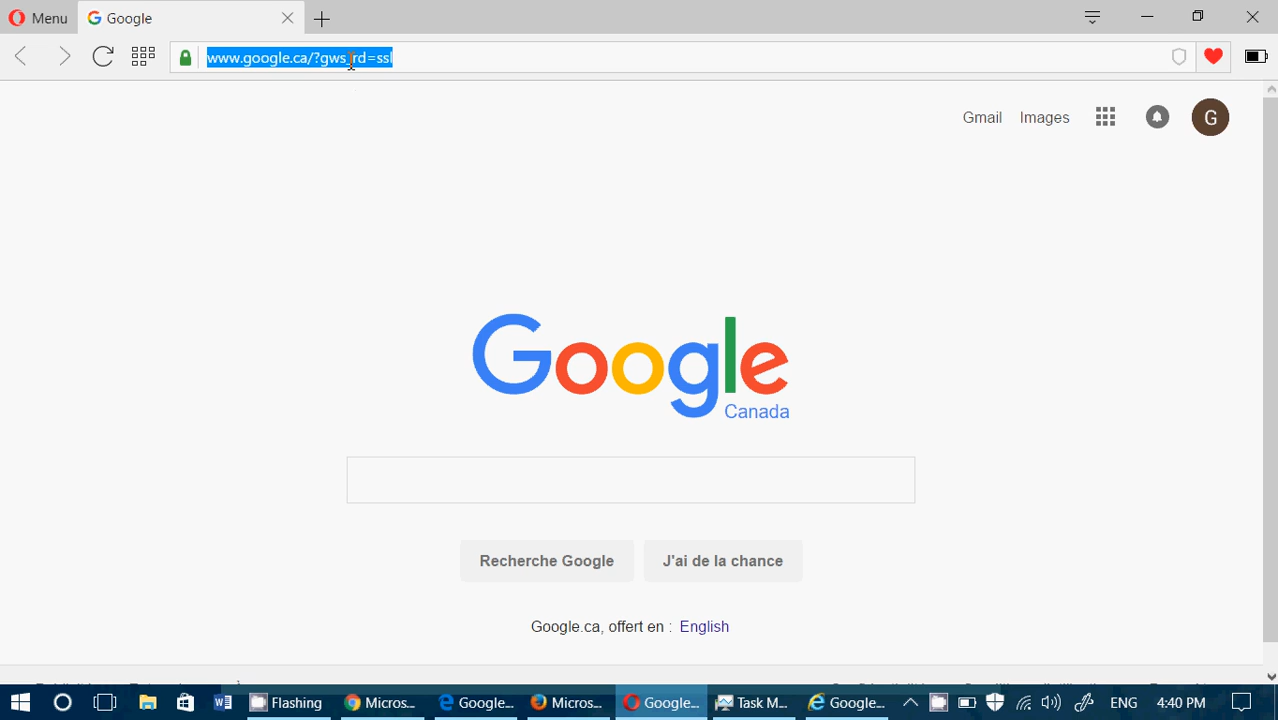 Menu
Google
www.google.ca/?gws_rd=ssl
Gmail Images G
Google
Canada
Recherche Google J'ai de la chance
Google.ca, offert en : English
Flashing Micros... Google... Micros... Google... Task M... Google... ENG 4:40 PM